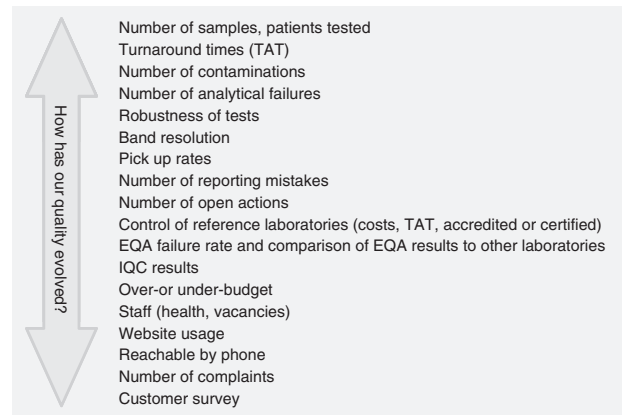 How has our quality evolved?
Number of samples, patients tested
Turnaround times (TAT)
Number of contaminations
Number of analytical failures
Robustness of tests
Band resolution
Pick up rates
Number of reporting mistakes
Number of open actions
Control of reference laboratories (costs, TAT, accredited or certified)
EQA failure rate and comparison of EQA results to other laboratories
IQC results
Over-or under-budget
Staff (health, vacancies)
Website usage
Reachable by phone
Number of complaints
Customer survey